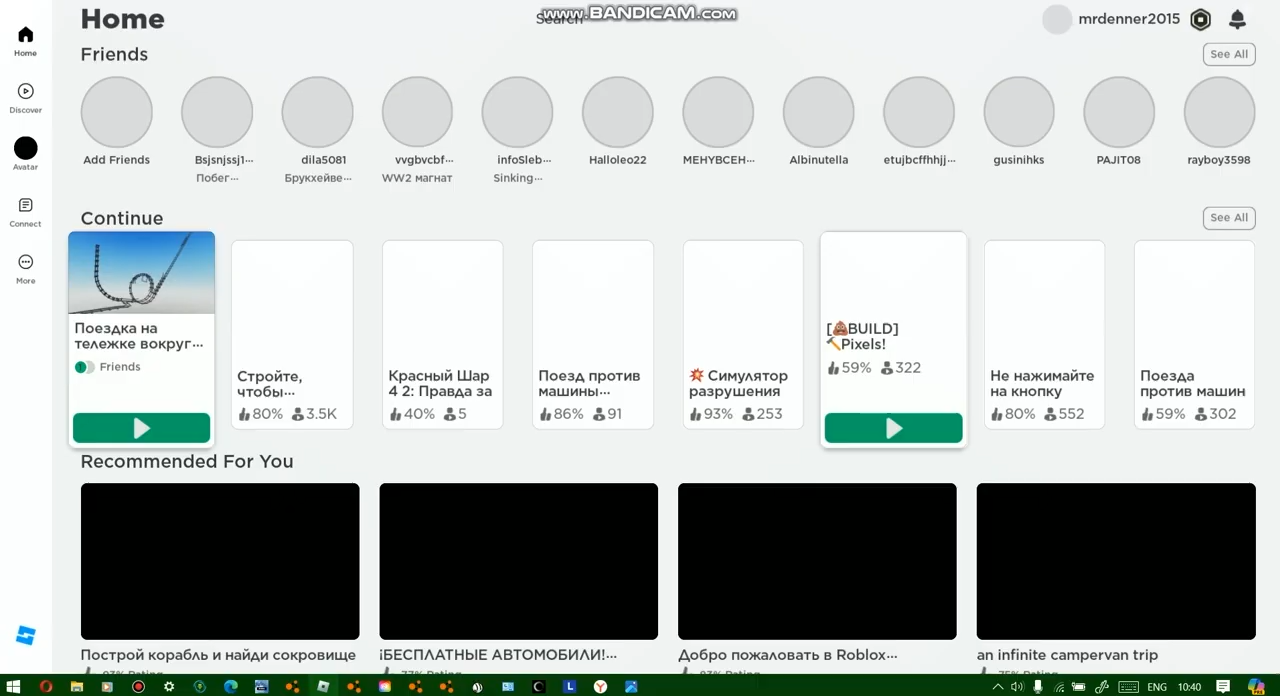 Home
Search
www.BANDICAM.com
mrdenner2015
Home
Discover
Avatar
Connect
More
Friends
See All
Add Friends
Bsjsnjssj1...
dila5081
vvgbvcbf...
infoSleb...
Halloleo22
MEHYBCEH...
Albinutella
etujbcffhhjj...
gusinihks
PAJIT08
rayboy3598
Побег...
Брукхейве...
WW2 магнат
Sinking...
Continue
See All
Поездка на
тележке вокруг...
Friends
Стройте,
чтобы...
80% 3.5K
Красный Шар
4 2: Правда за
40% 5
Поезд против
машины...
86% 91
💥 Симулятор
разрушения
93% 253
[💩BUILD]
🔨Pixels!
59% 322
Не нажимайте
на кнопку
80% 552
Поезда
против машин
59% 302
Recommended For You
Построй корабль и найди сокровище
¡БЕСПЛАТНЫЕ АВТОМОБИЛИ!...
Добро пожаловать в Roblox...
an infinite campervan trip
ENG 10:40